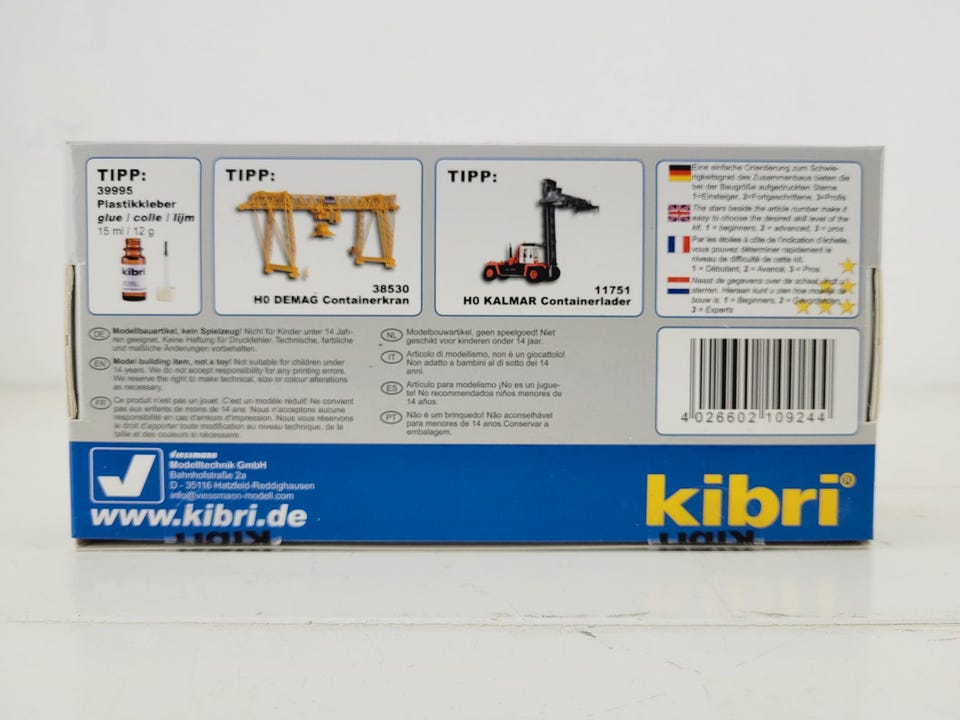 TIPP:
39995
Plastikkleber
glue / colle / lijm
15 ml / 12 g
kibri
TIPP:
38530
H0 DEMAG Containerkran
TIPP:
11751
H0 KALMAR Containerlader
Eine einfache Orientierung zum Schwie-
rigkeitsgrad des Zusammenbaus bieten die
bei der Baugröße aufgedruckten Sterne.
1=Einsteiger, 2=Fortgeschrittene, 3=Profis
The stars beside the article number make it
easy to choose the desired skill level of the
kit, 1 = beginners, 2 = advanced, 3 = pros
Par les étoiles à côte de l'indication d'échelle,
vous pouvez déterminer rapidement le
niveau de difficulté de cette kit.
1 = Débutant, 2 = Avancé, 3 = Pros
Naast de gegevens over de schaal vindt u
sterren. Hieraan kunt u zien hoe moeilijk de
bouw is. 1 = Beginners, 2 = Gevorderden,
3 = Experts
DE Modellbauartikel, kein Spielzeug! Nicht für Kinder unter 14 Jah-
ren geeignet. Keine Haftung für Druckfehler. Technische, farbliche
und maßliche Änderungen vorbehalten.
EN Model building item, not a toy! Not suitable for children under
14 years. We do not accept responsibility for any printing errors.
We reserve the right to make technical, size or colour alterations
as necessary.
FR Ce produit n'est pas un jouet. C'est un modèle réduit! Ne convient
pas aux enfants de moins de 14 ans. Nous n'acceptons aucune
responsibilité en cas d'erreurs d'impression. Nous vous réservons
le droit d'apporter toute modification au niveau technique, de la
taille et des couleurs si nécessaire.
NL Modelbouwartikel, geen speelgoed! Niet
geschikt voor kinderen onder 14 jaar.
IT Articolo di modellismo, non è un giocattolo!
Non adatto a bambini al di sotto dei 14
anni.
ES Artículo para modelismo ¡No es un jugue-
te! No recommendadoa niños menores de
14 años.
PT Não é um brinquedo! Não aconselhável
para menores de 14 anos.Conservar a
embalagem.
4 026602 109244
viessmann
Modelltechnik GmbH
Bahnhofstraße 2a
D - 35116 Hatzfeld-Reddighausen
info@viessmann-modell.com
www.kibri.de
kibri®
kibri
kibri